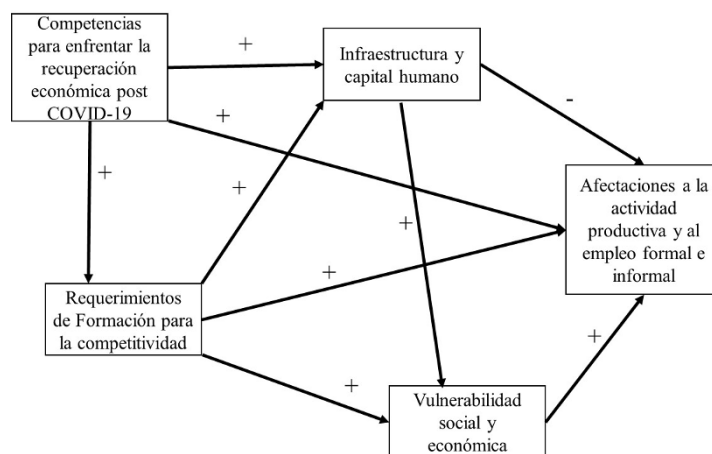 Competencias
para enfrentar la
recuperación
económica post
COVID-19
+
Infraestructura y
capital humano
-
+
+
+
+
Afectaciones a la
actividad
productiva y al
empleo formal e
informal
Requerimientos
de Formación para
la competitividad
+
+
+
Vulnerabilidad
social y
económica